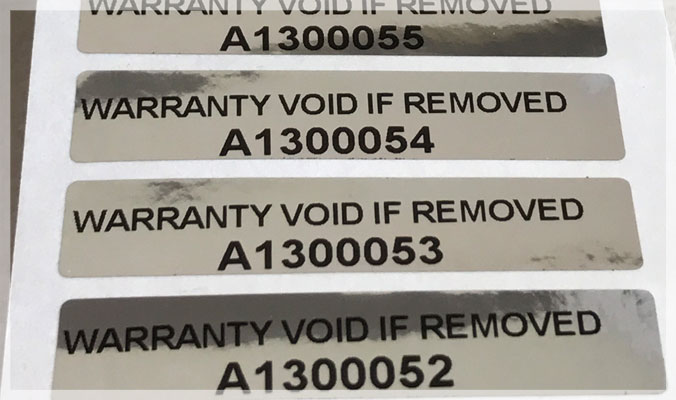 WARRANTY VOID IF REMOVED
A1300055
WARRANTY VOID IF REMOVED
A1300054
WARRANTY VOID IF REMOVED
A1300053
WARRANTY VOID IF REMOVED
A1300052